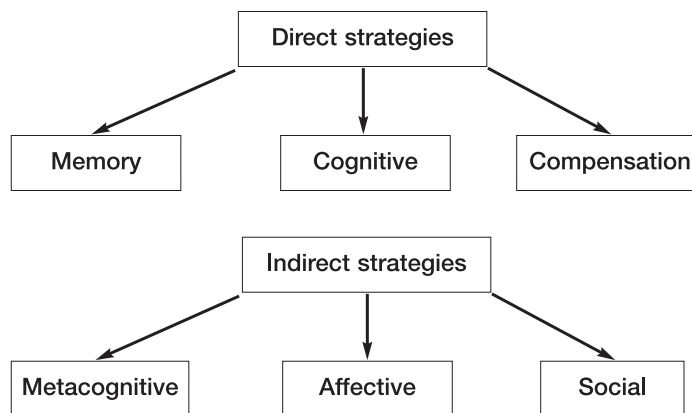 Direct strategies
Memory
Cognitive
Compensation
Indirect strategies
Metacognitive
Affective
Social